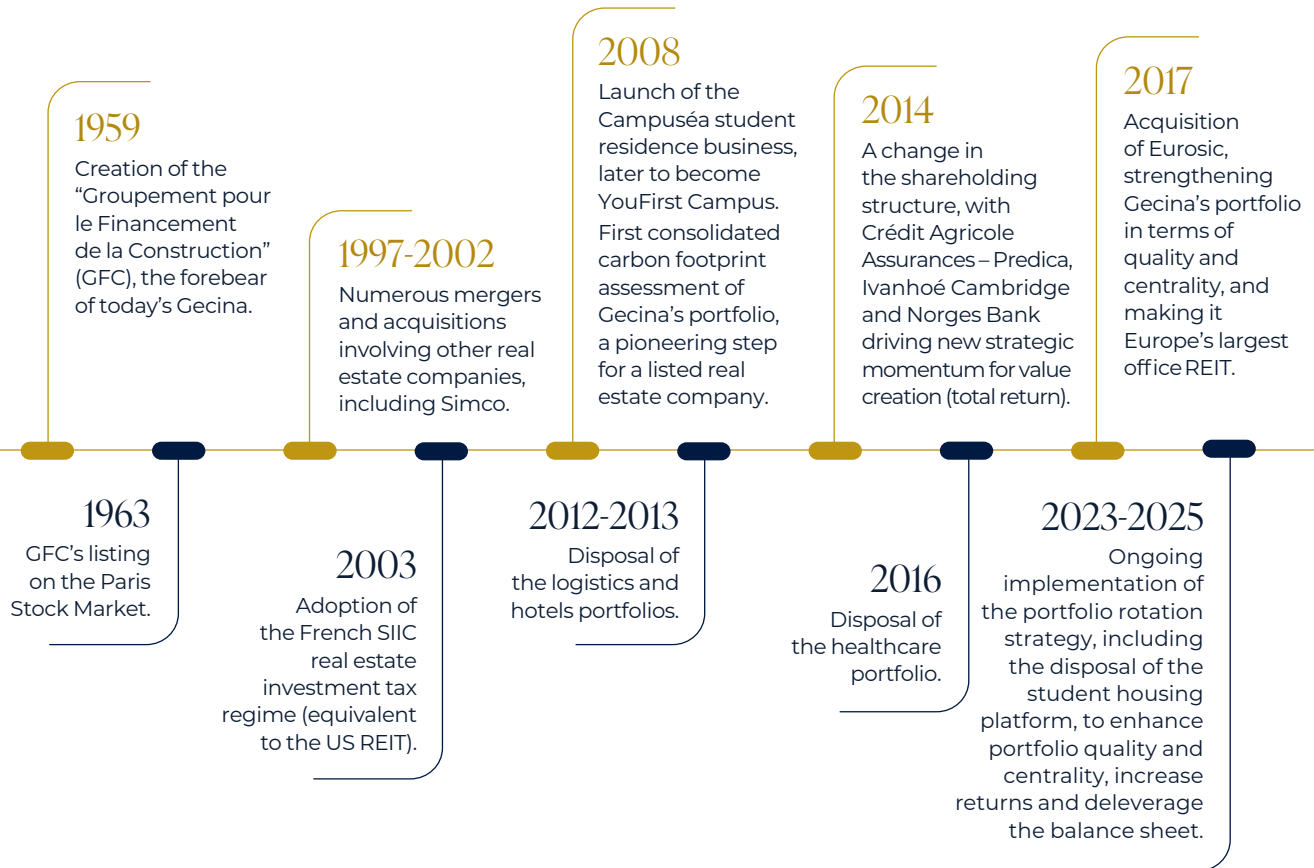 1959
Creation of the
“Groupement pour
le Financement
de la Construction”
(GFC), the forebear
of today’s Gecina.
1963
GFC’s listing
on the Paris
Stock Market.
1997-2002
Numerous mergers
and acquisitions
involving other real
estate companies,
including Simco.
2003
Adoption of
the French SIIC
real estate
investment tax
regime (equivalent
to the US REIT).
2008
Launch of the
Campuséa student
residence business,
later to become
YouFirst Campus.
First consolidated
carbon footprint
assessment of
Gecina’s portfolio,
a pioneering step
for a listed real
estate company.
2012-2013
Disposal of
the logistics and
hotels portfolios.
2014
A change in
the shareholding
structure, with
Crédit Agricole
Assurances – Predica,
Ivanhoé Cambridge
and Norges Bank
driving new strategic
momentum for value
creation (total return).
2016
Disposal of
the healthcare
portfolio.
2017
Acquisition
of Eurosic,
strengthening
Gecina’s portfolio
in terms of
quality and
centrality, and
making it
Europe’s largest
office REIT.
2023-2025
Ongoing
implementation of
the portfolio rotation
strategy, including
the disposal of the
student housing
platform, to enhance
portfolio quality and
centrality, increase
returns and deleverage
the balance sheet.